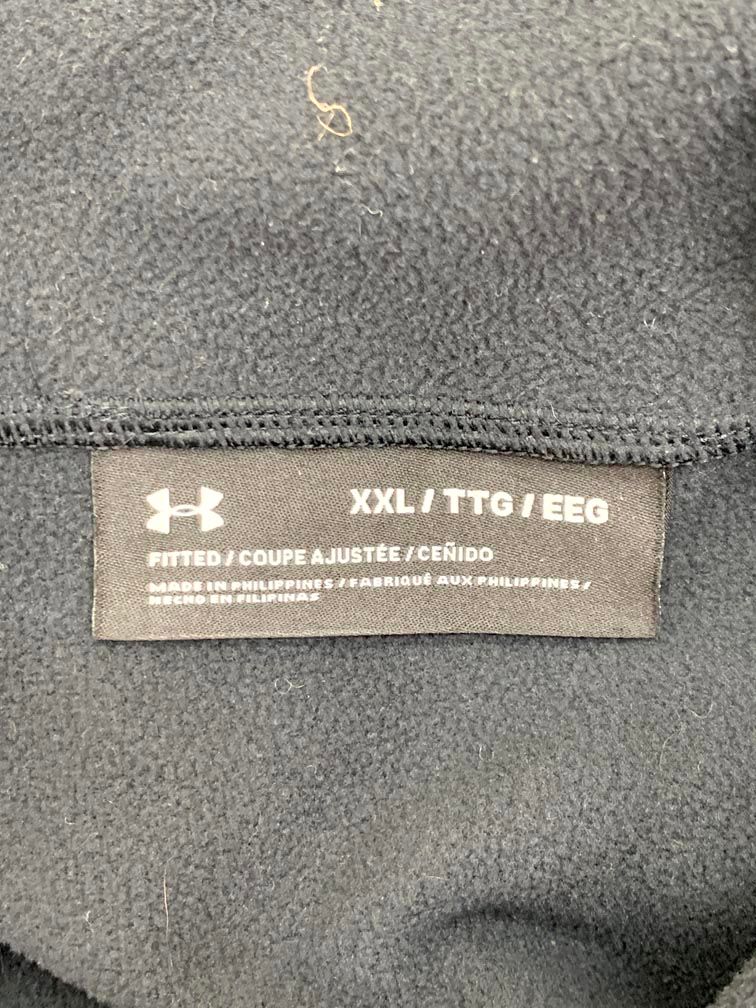 XXL / TTG / EEG
FITTED / COUPE AJUSTÉE / CEÑIDO
MADE IN PHILIPPINES / FABRIQUÉ AUX PHILIPPINES /
HECHO EN FILIPINAS